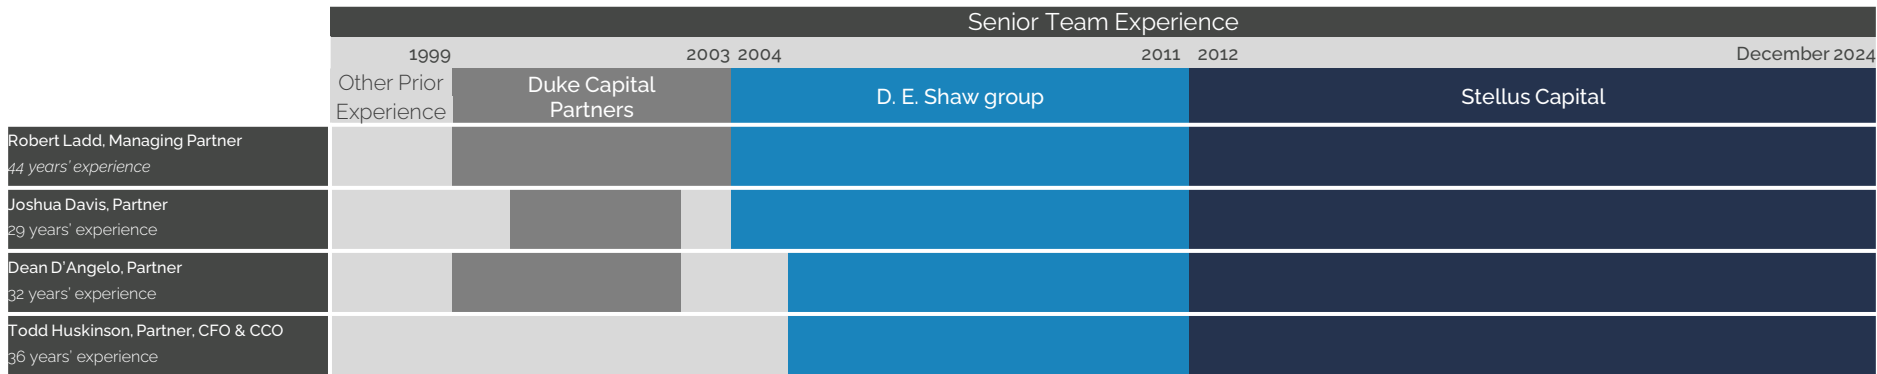 Senior Team Experience
1999 2003 2004 2011 2012 December 2024
Other Prior
Experience
Duke Capital
Partners
D. E. Shaw group
Stellus Capital
Robert Ladd, Managing Partner
44 years' experience
Joshua Davis, Partner
29 years' experience
Dean D'Angelo, Partner
32 years' experience
Todd Huskinson, Partner, CFO & CCO
36 years' experience